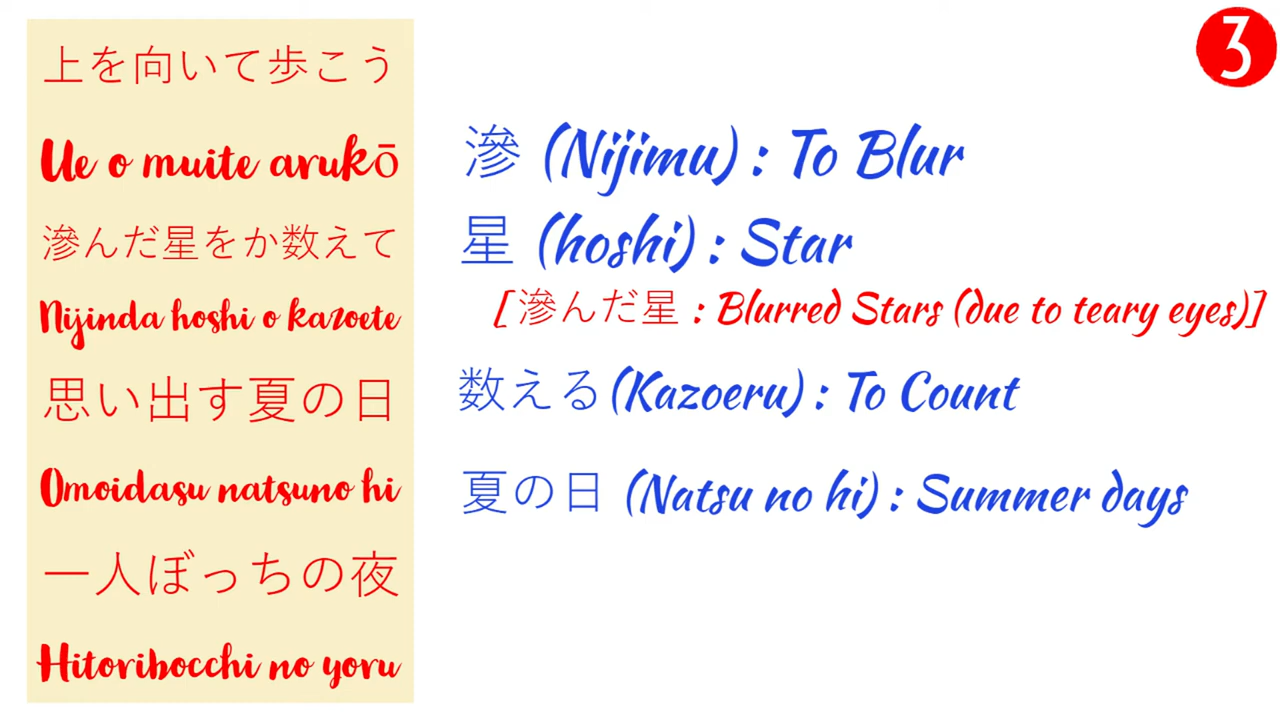 3
上を向いて歩こう
Ue o muite arukō
滲んだ星をか数えて
Nijinda hoshi o kazoete
思い出す夏の日
Omoidasu natsuno hi
一人ぼっちの夜
Hitoribocchi no yoru
滲 (Nijimu) : To Blur
星 (hoshi) : Star
[滲んだ星 : Blurred Stars (due to teary eyes)]
数える(Kazoeru) : To Count
夏の日 (Natsu no hi) : Summer days